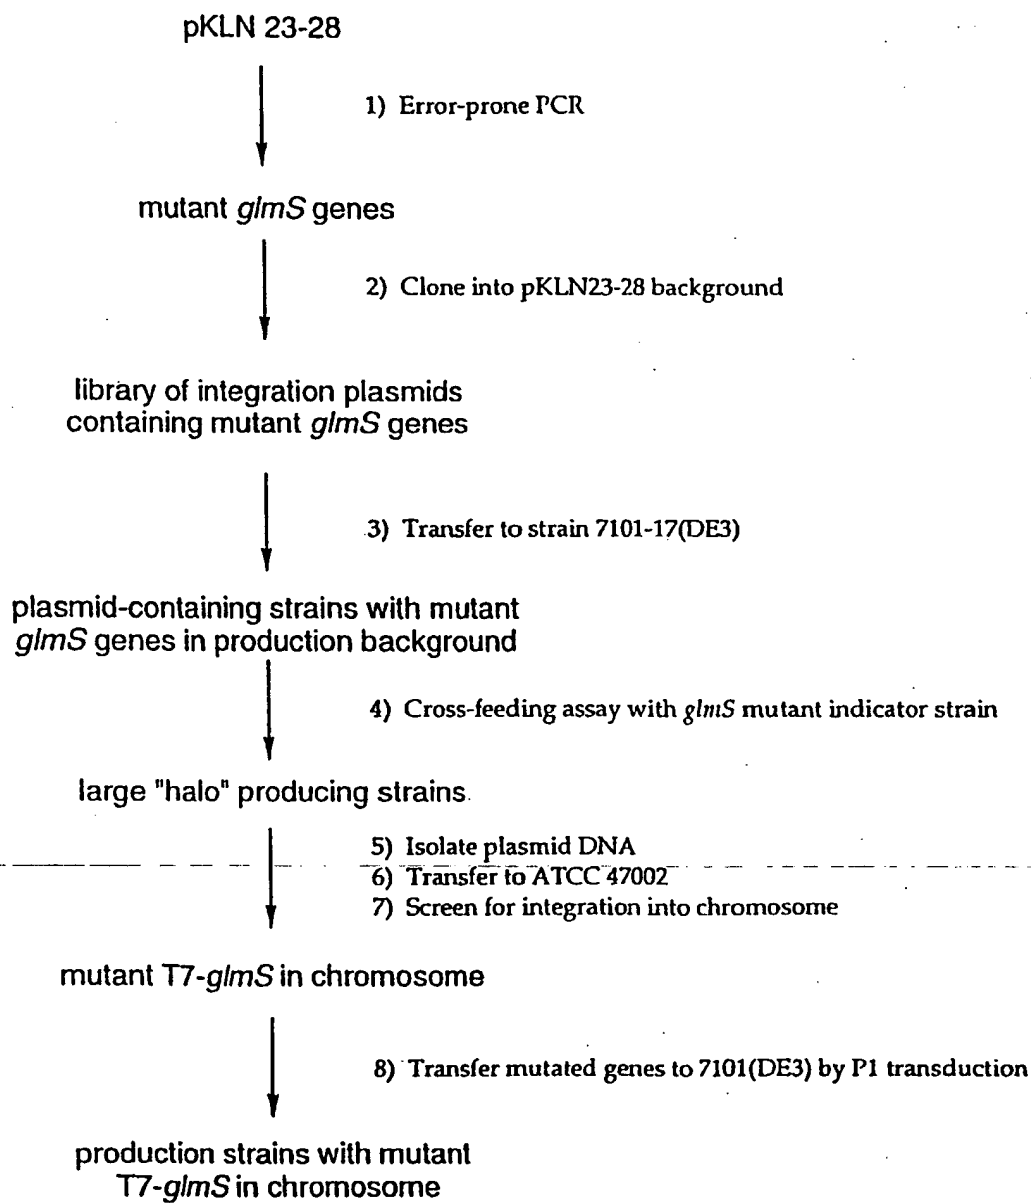 pKLN 23-28
1) Error-prone PCR
mutant glmS genes
2) Clone into pKLN23-28 background
library of integration plasmids
containing mutant glmS genes
3) Transfer to strain 7101-17(DE3)
plasmid-containing strains with mutant
glmS genes in production background
4) Cross-feeding assay with glmS mutant indicator strain
large "halo" producing strains
5) Isolate plasmid DNA
6) Transfer to ATCC 47002
7) Screen for integration into chromosome
mutant T7-glmS in chromosome
8) Transfer mutated genes to 7101(DE3) by P1 transduction
production strains with mutant
T7-glmS in chromosome